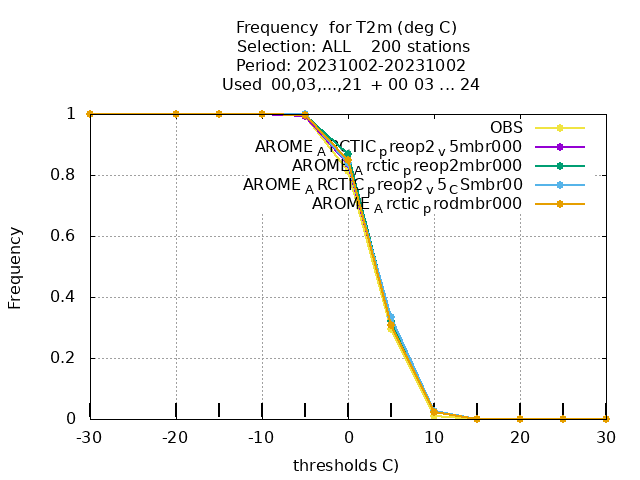 Frequency  for T2m (deg C)
Selection: ALL    200 stations
Period: 20231002-20231002
Used  00,03,...,21  + 00 03 ... 24
OBS
AROME_ARCTIC_preop2_v5mbr000
AROME_Arctic_preop2mbr000
AROME_ARCTIC_preop2_v5_CSmbr00
AROME_Arctic_prodmbr000
Frequency
1
0.8
0.6
0.4
0.2
0
-30 -20 -10 0 10 20 30
thresholds C)